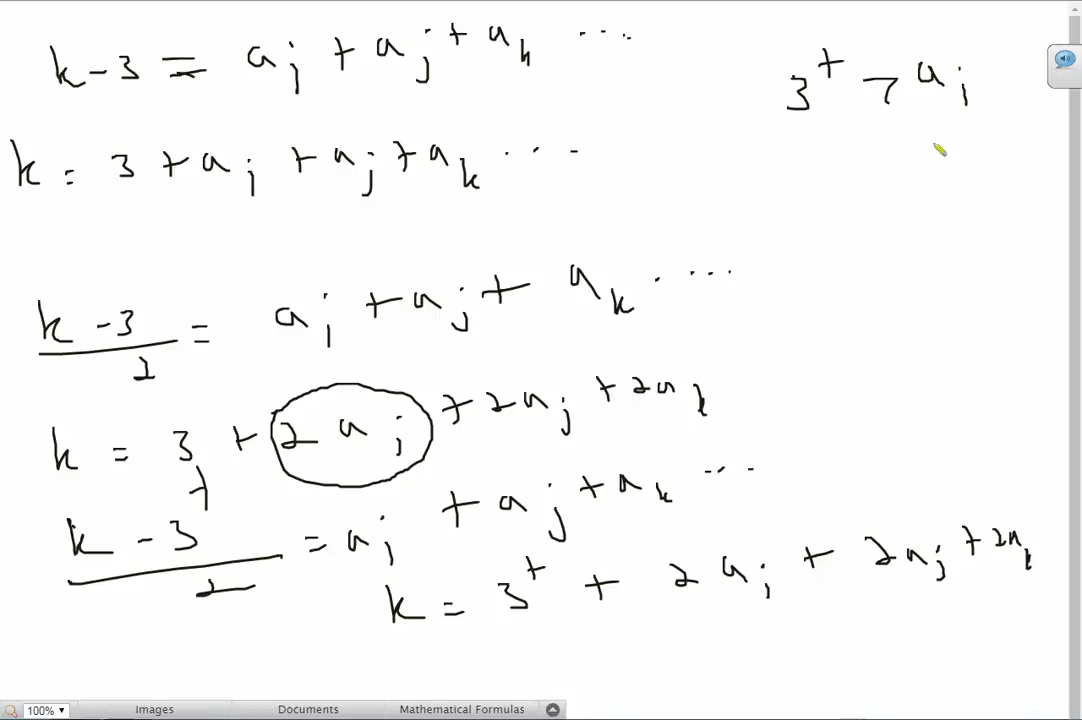 k - 3 = a_i + a_j + a_k ...
3^t > a_i
k = 3 + a_i + a_j + a_k ...
(k - 3)/2 = a_i + a_j + a_k ...
k = 3 + 2a_i + 2a_j + 2a_k
(k - 3^t)/2 = a_i + a_j + a_k ...
k = 3^t + 2a_i + 2a_j + 2a_k
100% Images Documents Mathematical Formulas